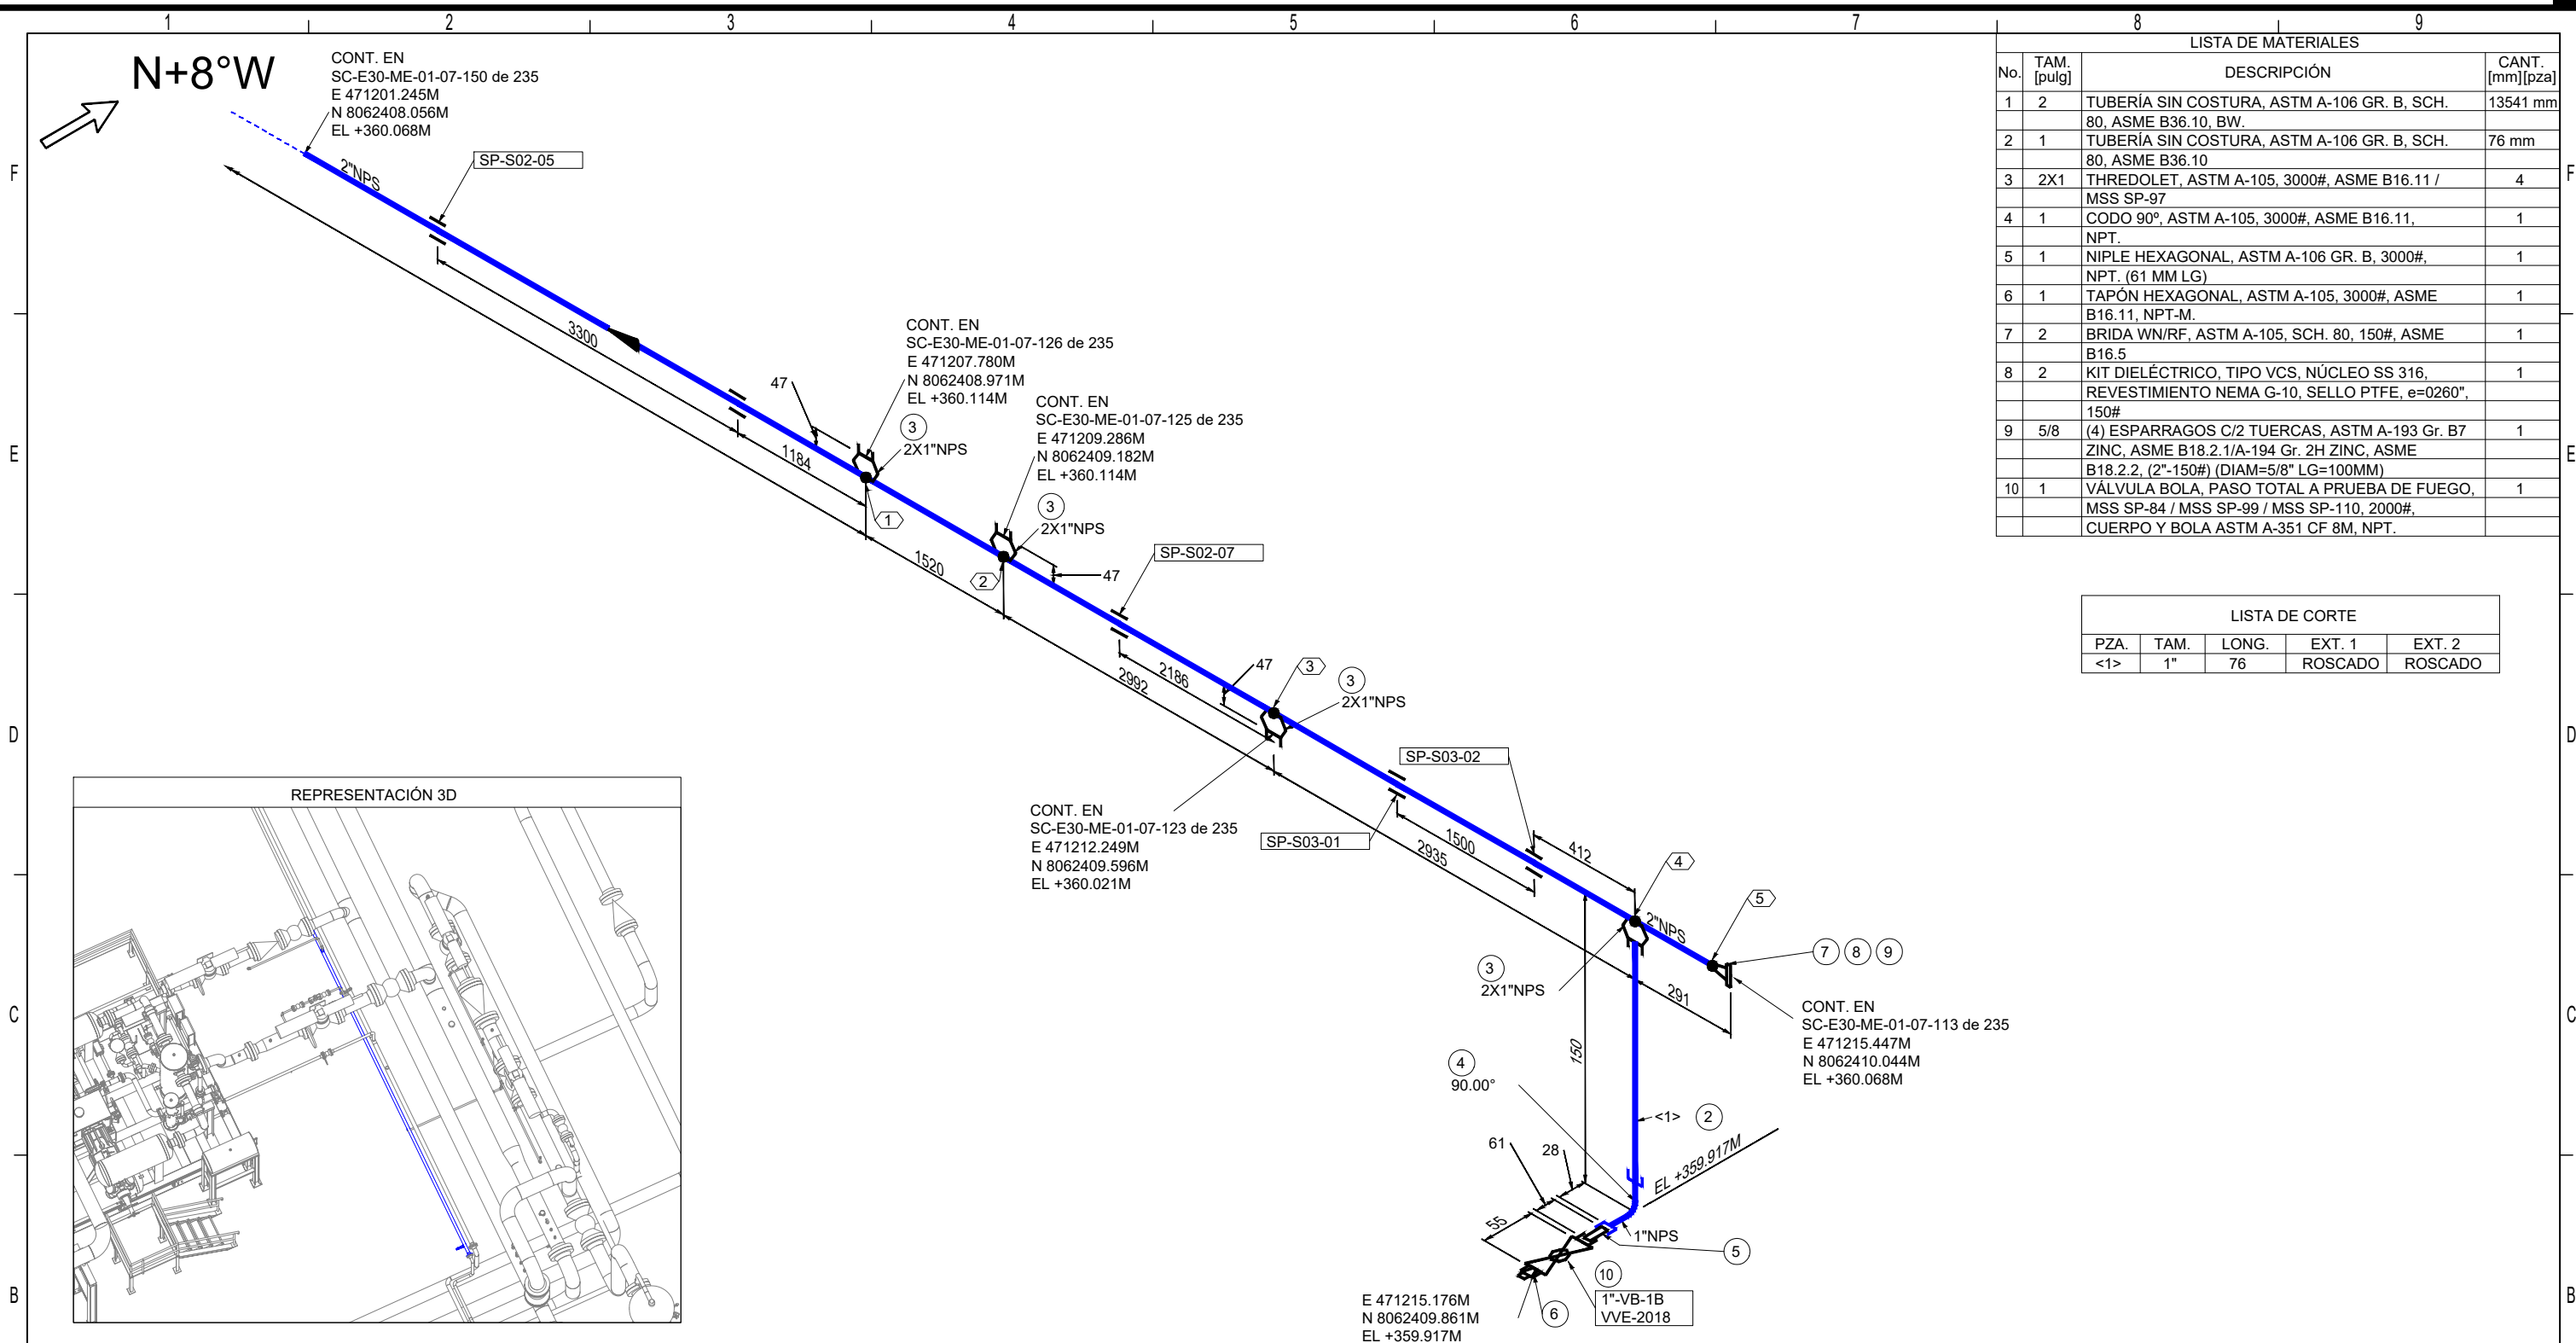 1 2 3 4 5 6 7 8 9
F
E
D
C
B
F
E
D
C
B
N+8°W
CONT. EN
SC-E30-ME-01-07-150 de 235
E 471201.245M
N 8062408.056M
EL +360.068M
2"NPS
SP-S02-05
3300
47
1184
CONT. EN
SC-E30-ME-01-07-126 de 235
E 471207.780M
N 8062408.971M
EL +360.114M
3
2X1"NPS
1
CONT. EN
SC-E30-ME-01-07-125 de 235
E 471209.286M
N 8062409.182M
EL +360.114M
3
2X1"NPS
1520
2
47
SP-S02-07
2186
2992
47
3
3
2X1"NPS
CONT. EN
SC-E30-ME-01-07-123 de 235
E 471212.249M
N 8062409.596M
EL +360.021M
SP-S03-01
SP-S03-02
1500
2935
412
4
2"NPS
5
3
2X1"NPS
291
7 8 9
CONT. EN
SC-E30-ME-01-07-113 de 235
E 471215.447M
N 8062410.044M
EL +360.068M
150
4
90.00°
<1> 2
EL +359.917M
61
28
55
1"NPS
5
10
1"-VB-1B
VVE-2018
6
E 471215.176M
N 8062409.861M
EL +359.917M
REPRESENTACIÓN 3D
LISTA DE MATERIALES
No. TAM. [pulg] DESCRIPCIÓN CANT. [mm][pza]
1 2 TUBERÍA SIN COSTURA, ASTM A-106 GR. B, SCH. 13541 mm
80, ASME B36.10, BW.
2 1 TUBERÍA SIN COSTURA, ASTM A-106 GR. B, SCH. 76 mm
80, ASME B36.10
3 2X1 THREDOLET, ASTM A-105, 3000#, ASME B16.11 / 4
MSS SP-97
4 1 CODO 90º, ASTM A-105, 3000#, ASME B16.11, 1
NPT.
5 1 NIPLE HEXAGONAL, ASTM A-106 GR. B, 3000#, 1
NPT. (61 MM LG)
6 1 TAPÓN HEXAGONAL, ASTM A-105, 3000#, ASME 1
B16.11, NPT-M.
7 2 BRIDA WN/RF, ASTM A-105, SCH. 80, 150#, ASME 1
B16.5
8 2 KIT DIELÉCTRICO, TIPO VCS, NÚCLEO SS 316, 1
REVESTIMIENTO NEMA G-10, SELLO PTFE, e=0260",
150#
9 5/8 (4) ESPARRAGOS C/2 TUERCAS, ASTM A-193 Gr. B7 1
ZINC, ASME B18.2.1/A-194 Gr. 2H ZINC, ASME
B18.2.2, (2"-150#) (DIAM=5/8" LG=100MM)
10 1 VÁLVULA BOLA, PASO TOTAL A PRUEBA DE FUEGO, 1
MSS SP-84 / MSS SP-99 / MSS SP-110, 2000#,
CUERPO Y BOLA ASTM A-351 CF 8M, NPT.
LISTA DE CORTE
PZA. TAM. LONG. EXT. 1 EXT. 2
<1> 1" 76 ROSCADO ROSCADO